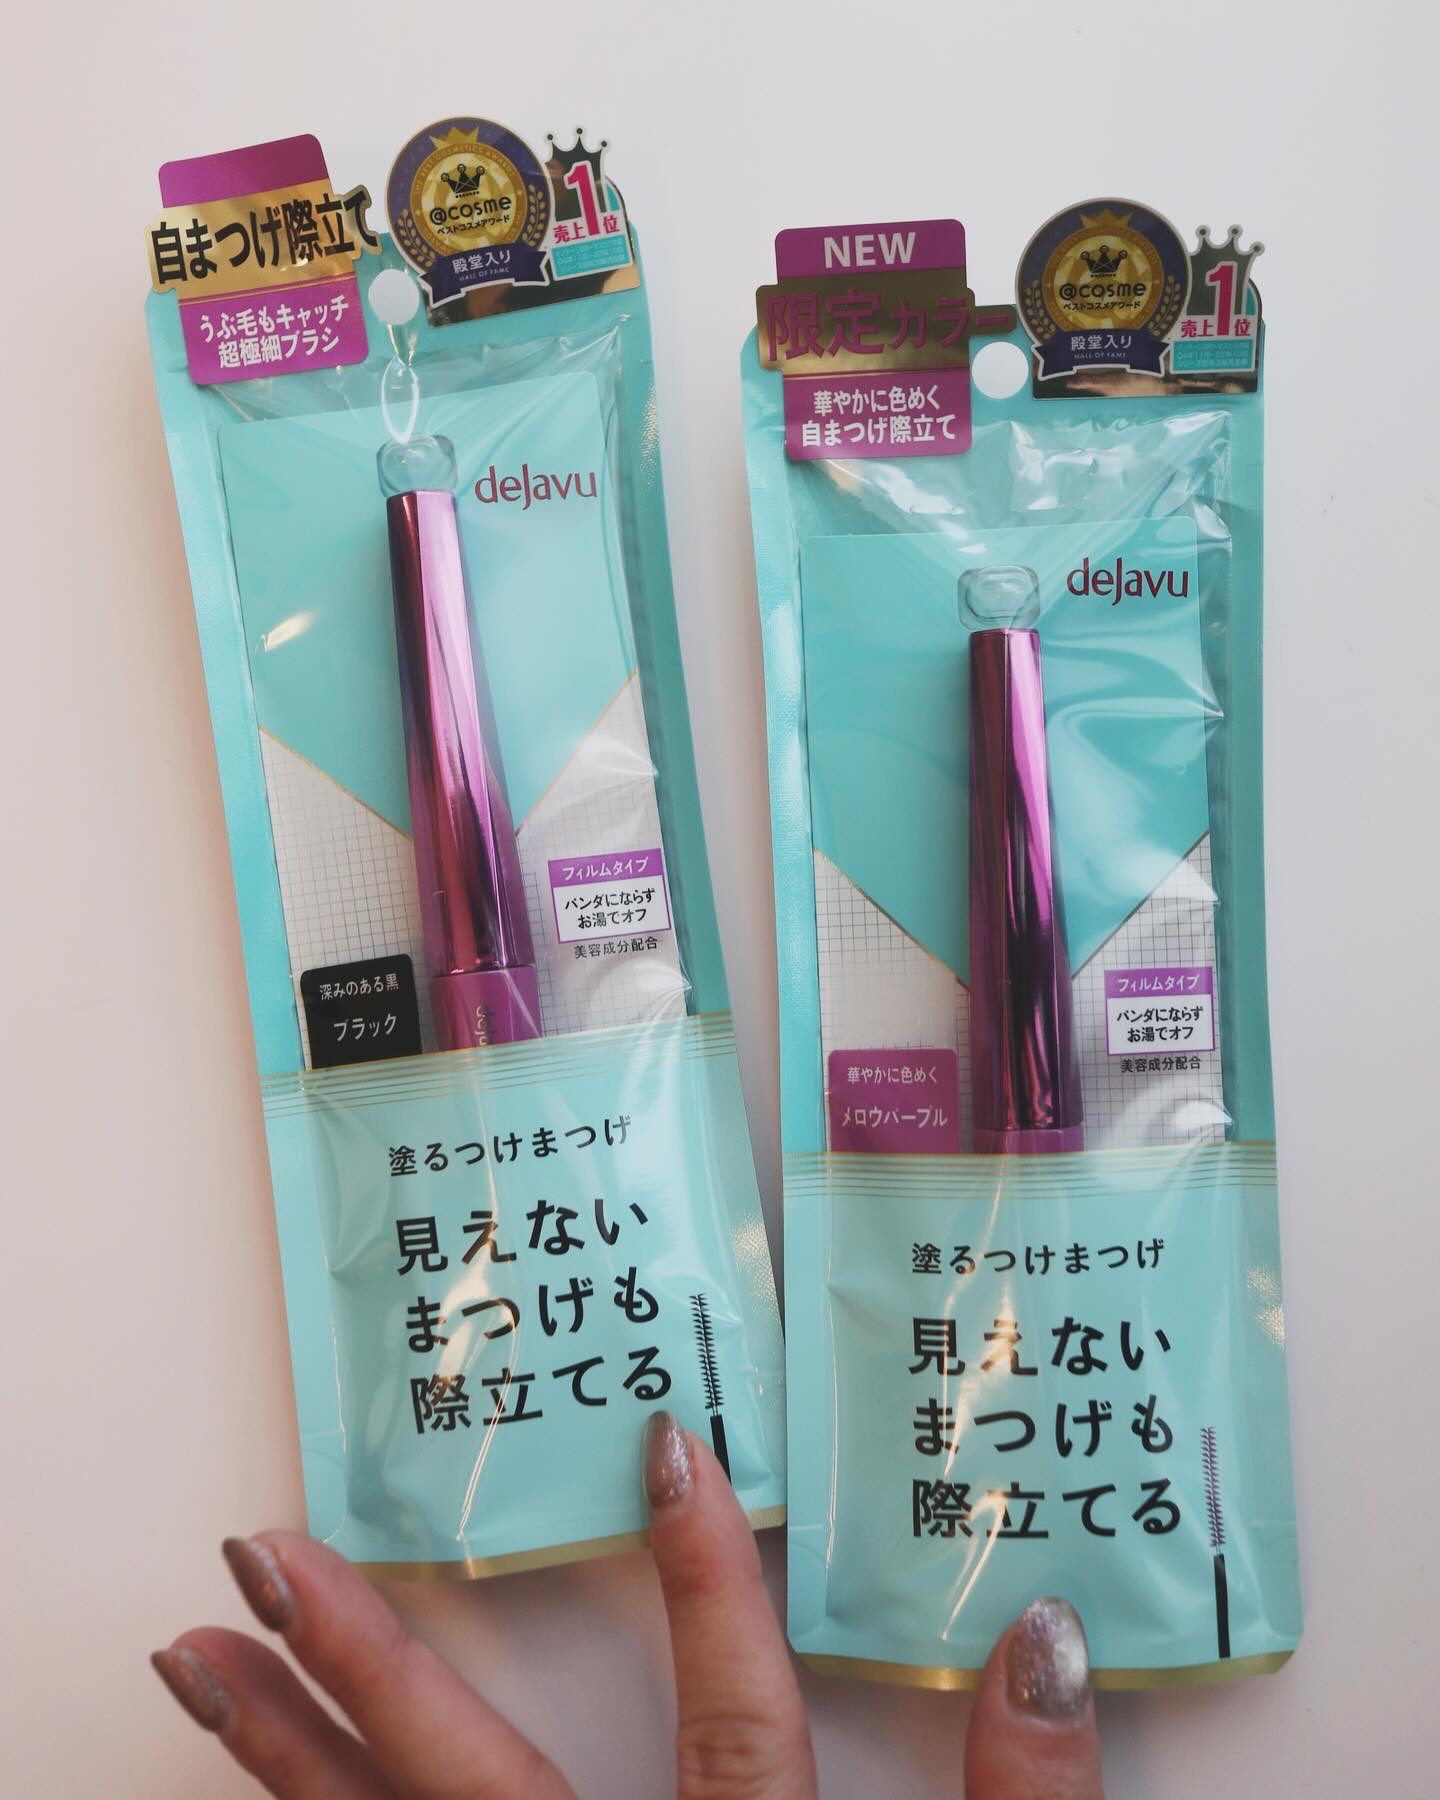 自まつげ際立て
うぶ毛もキャッチ
超極細ブラシ
THE BEST COSMETICS AWARDS
@cosme
ベストコスメアワード
殿堂入り
HALL OF FAME
売上1位
dejavu
フィルムタイプ
パンダにならず
お湯でオフ
美容成分配合
深みのある黒
ブラック
塗るつけまつげ
見えない
まつげも
際立てる
NEW
限定カラー
華やかに色めく
自まつげ際立て
@cosme
ベストコスメアワード
殿堂入り
HALL OF FAME
売上1位
dejavu
フィルムタイプ
パンダにならず
お湯でオフ
美容成分配合
華やかに色めく
メロウパープル
塗るつけまつげ
見えない
まつげも
際立てる